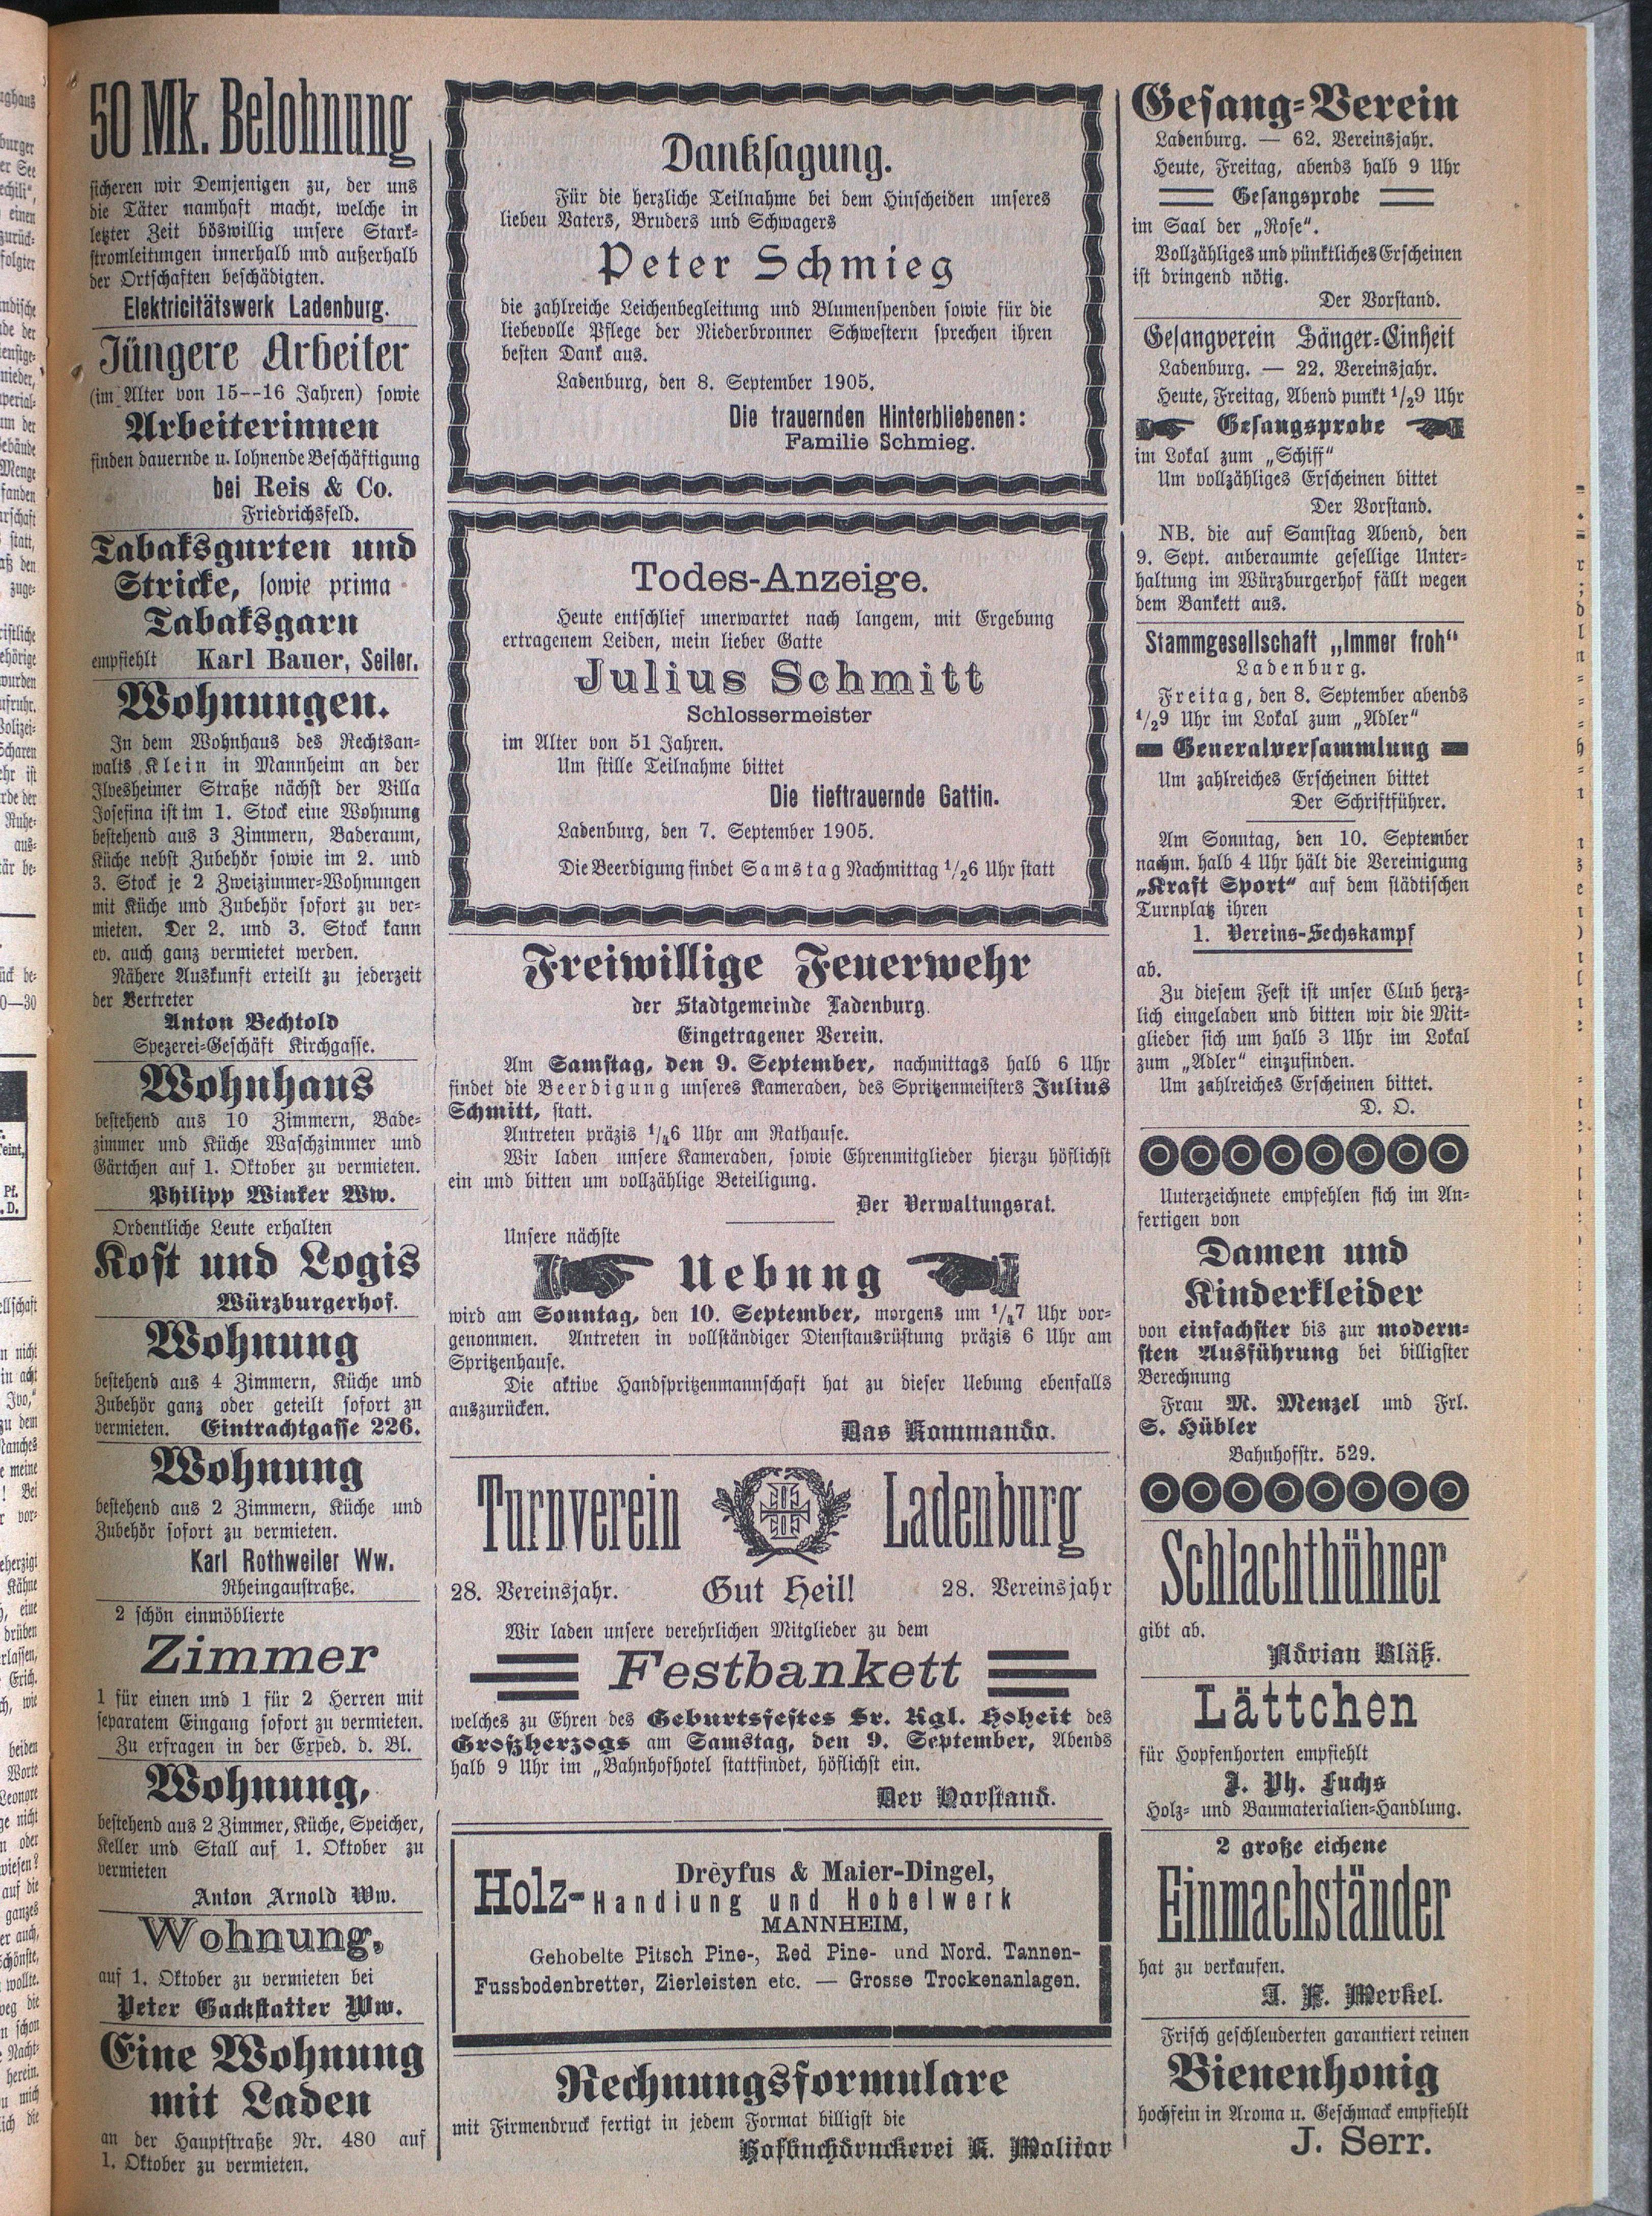 50 Mk. Belohnung
sicheren wir Demjenigen zu, der uns
die Täter namhaft macht, welche in
letzter Zeit böswillig unsere Stark-
stromleitungen innerhalb und außerhalb
der Ortschaften beschädigten.
Elektricitätswerk Ladenburg.
Jüngere Arbeiter
(im Alter von 15--16 Jahren) sowie
Arbeiterinnen
finden dauernde u. lohnende Beschäftigung
bei Reis & Co.
Friedrichsfeld.
Tabaksgurten und
Stricke, sowie prima
Tabaksgarn
empfiehlt Karl Bauer, Seiler.
Wohnungen.
In dem Wohnhaus des Rechtsan-
walts Klein in Mannheim an der
Ilvesheimer Straße nächst der Villa
Josefina ist im 1. Stock eine Wohnung
bestehend aus 3 Zimmern, Baderaum,
Küche nebst Zubehör sowie im 2. und
3. Stock je 2 Zweizimmer-Wohnungen
mit Küche und Zubehör sofort zu ver-
mieten. Der 2. und 3. Stock kann
ev. auch ganz vermietet werden.
Nähere Auskunft erteilt zu jederzeit
der Vertreter
Anton Bechtold
Spezerei-Geschäft Kirchgasse.
Wohnhaus
bestehend aus 10 Zimmern, Bade-
zimmer und Küche Waschzimmer und
Gärtchen auf 1. Oktober zu vermieten.
Philipp Winker Ww.
Ordentliche Leute erhalten
Kost und Logis
Würzburgerhof.
Wohnung
bestehend aus 4 Zimmern, Küche und
Zubehör ganz oder geteilt sofort zu
vermieten. Eintrachtgasse 226.
Wohnung
bestehend aus 2 Zimmern, Küche und
Zubehör sofort zu vermieten.
Karl Rothweiler Ww.
Rheingaustraße.
2 schön einmöblierte
Zimmer
1 für einen und 1 für 2 Herren mit
separatem Eingang sofort zu vermieten.
Zu erfragen in der Exped. d. Bl.
Wohnung,
bestehend aus 2 Zimmer, Küche, Speicher,
Keller und Stall auf 1. Oktober zu
vermieten
Anton Arnold Ww.
Wohnung,
auf 1. Oktober zu vermieten bei
Peter Gackstatter Ww.
Eine Wohnung
mit Laden
an der Hauptstraße Nr. 480 auf
1. Oktober zu vermieten.
Danksagung.
Für die herzliche Teilnahme bei dem Hinscheiden unseres
lieben Vaters, Bruders und Schwagers
Peter Schmieg
die zahlreiche Leichenbegleitung und Blumenspenden sowie für die
liebevolle Pflege der Niederbronner Schwestern sprechen ihren
besten Dank aus.
Ladenburg, den 8. September 1905.
Die trauernden Hinterbliebenen:
Familie Schmieg.
Todes-Anzeige.
Heute entschlief unerwartet nach langem, mit Ergebung
ertragenem Leiden, mein lieber Gatte
Julius Schmitt
Schlossermeister
im Alter von 51 Jahren.
Um stille Teilnahme bittet
Die tieftrauernde Gattin.
Ladenburg, den 7. September 1905.
Die Beerdigung findet Samstag Nachmittag 1/26 Uhr statt
Freiwillige Feuerwehr
der Stadtgemeinde Ladenburg.
Eingetragener Verein.
Am Samstag, den 9. September, nachmittags halb 6 Uhr
findet die Beerdigung unseres Kameraden, des Spritzenmeisters Julius
Schmitt, statt.
Antreten präzis 1/46 Uhr am Rathause.
Wir laden unsere Kameraden, sowie Ehrenmitglieder hierzu höflichst
ein und bitten um vollzählige Beteiligung.
Der Verwaltungsrat.
Unsere nächste
Uebung
wird am Sonntag, den 10. September, morgens um 1/47 Uhr vor-
genommen. Antreten in vollständiger Dienstausrüstung präzis 6 Uhr am
Spritzenhause.
Die aktive Handspritzenmannschaft hat zu dieser Uebung ebenfalls
auszurücken.
Das Kommando.
Turnverein Ladenburg
28. Vereinsjahr. Gut Heil! 28. Vereinsjahr
Wir laden unsere verehrlichen Mitglieder zu dem
Festbankett
welches zu Ehren des Geburtsfestes Sr. Kgl. Hoheit des
Großherzogs am Samstag, den 9. September, Abends
halb 9 Uhr im „Bahnhofhotel stattfindet, höflichst ein.
Der Vorstand.
Dreyfus & Maier-Dingel,
Holz-Handlung und Hobelwerk
MANNHEIM,
Gehobelte Pitsch Pine-, Red Pine- und Nord. Tannen-
Fussbodenbretter, Zierleisten etc. — Grosse Trockenanlagen.
Rechnungsformulare
mit Firmendruck fertigt in jedem Format billigst die
Hofbuchdruckerei K. Molitor
Gesang-Verein
Ladenburg. — 62. Vereinsjahr.
Heute, Freitag, abends halb 9 Uhr
Gesangsprobe
im Saal der „Rose“.
Vollzähliges und pünktliches Erscheinen
ist dringend nötig.
Der Vorstand.
Gesangverein Sänger-Einheit
Ladenburg. — 22. Vereinsjahr.
Heute, Freitag, Abend punkt 1/29 Uhr
Gesangsprobe
im Lokal zum „Schiff“
Um vollzähliges Erscheinen bittet
Der Vorstand.
NB. die auf Samstag Abend, den
9. Sept. anberaumte gesellige Unter-
haltung im Würzburgerhof fällt wegen
dem Bankett aus.
Stammgesellschaft „Immer froh“
Ladenburg.
Freitag, den 8. September abends
1/29 Uhr im Lokal zum „Adler“
Generalversammlung
Um zahlreiches Erscheinen bittet
Der Schriftführer.
Am Sonntag, den 10. September
nachm. halb 4 Uhr hält die Vereinigung
„Kraft Sport“ auf dem städtischen
Turnplatz ihren
1. Vereins-Sechskampf
ab.
Zu diesem Fest ist unser Club herz-
lich eingeladen und bitten wir die Mit-
glieder sich um halb 3 Uhr im Lokal
zum „Adler“ einzufinden.
Um zahlreiches Erscheinen bittet.
D. O.
Unterzeichnete empfehlen sich im An-
fertigen von
Damen und
Kinderkleider
von einfachster bis zur modern-
sten Ausführung bei billigster
Berechnung
Frau M. Menzel und Frl.
S. Hübler
Bahnhofstr. 529.
Schlachthühner
gibt ab.
Adrian Bläß.
Lättchen
für Hopfenhorten empfiehlt
J. Ph. Fuchs
Holz- und Baumaterialien-Handlung.
2 große eichene
Einmachständer
hat zu verkaufen.
J. F. Merkel.
Frisch geschleuderten garantiert reinen
Bienenhonig
hochfein in Aroma u. Geschmack empfiehlt
J. Serr.